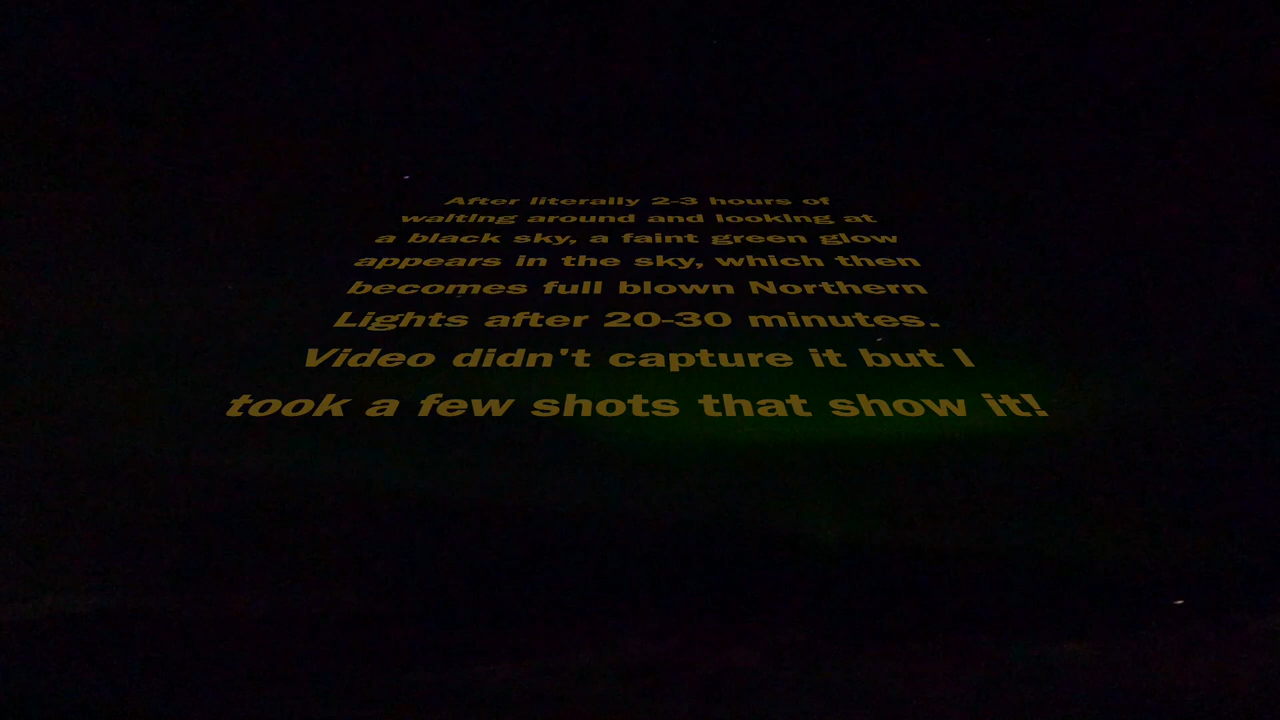 After literally 2-3 hours of
waiting around and looking at
a black sky, a faint green glow
appears in the sky, which then
becomes full blown Northern
Lights after 20-30 minutes.
Video didn't capture it but I
took a few shots that show it!